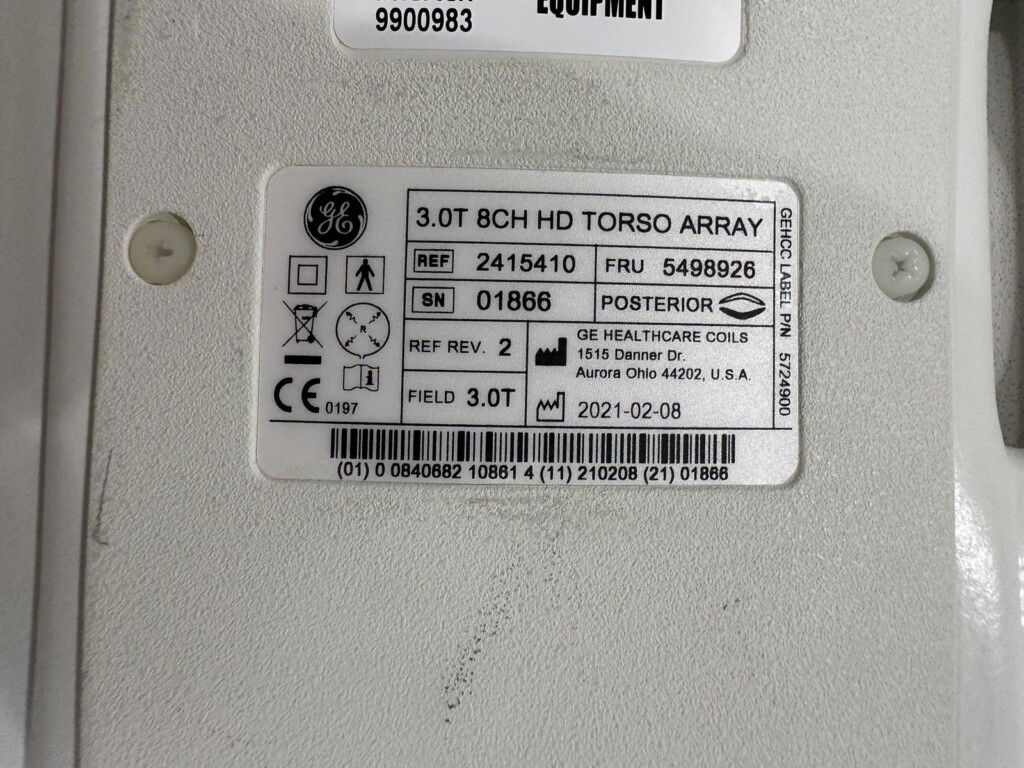 9900983
EQUIPMENT
GE
3.0T 8CH HD TORSO ARRAY
REF 2415410
FRU 5498926
SN 01866
POSTERIOR
R
REF REV. 2
GE HEALTHCARE COILS
1515 Danner Dr.
Aurora Ohio 44202, U.S.A.
i
CE 0197
FIELD 3.0T
2021-02-08
(01) 0 0840682 10861 4 (11) 210208 (21) 01866
GEHCC LABEL P/N 5724900